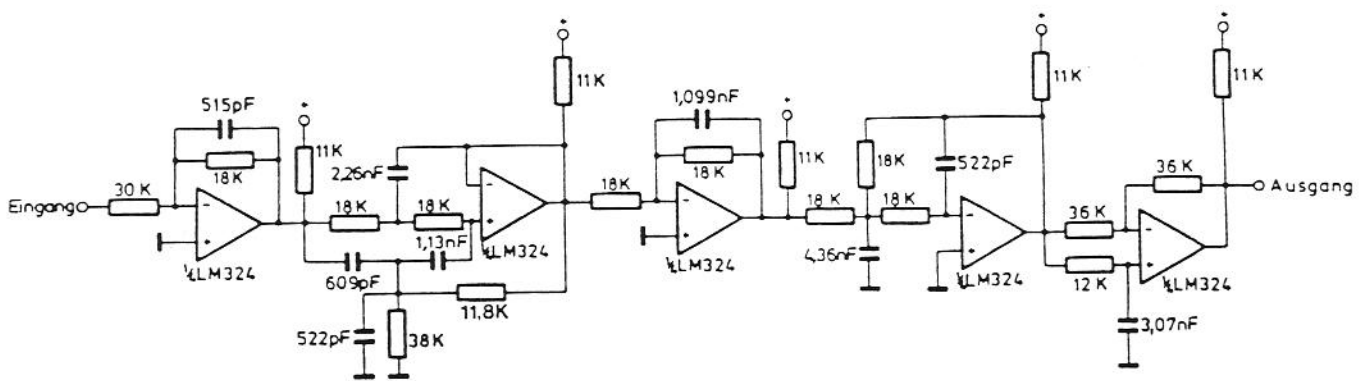 Eingang
30 K
515pF
18K
¼LM324
+
11K
18K
2,26nF
18K
1,13nF
609pF
522pF
38K
11,8K
¼LM324
+
11K
18K
1,099nF
18K
¼LM324
+
11K
18K
18K
18K
4,36nF
522pF
¼LM324
+
11K
36K
12K
3,07nF
36K
¼LM324
+
11K
Ausgang